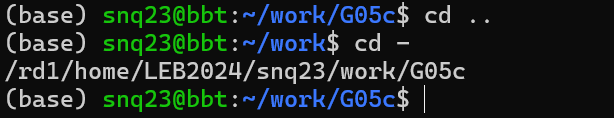 (base) snq23@bbt:~/work/G05c$ cd ..
(base) snq23@bbt:~/work$ cd -
/rd1/home/LEB2024/snq23/work/G05c
(base) snq23@bbt:~/work/G05c$